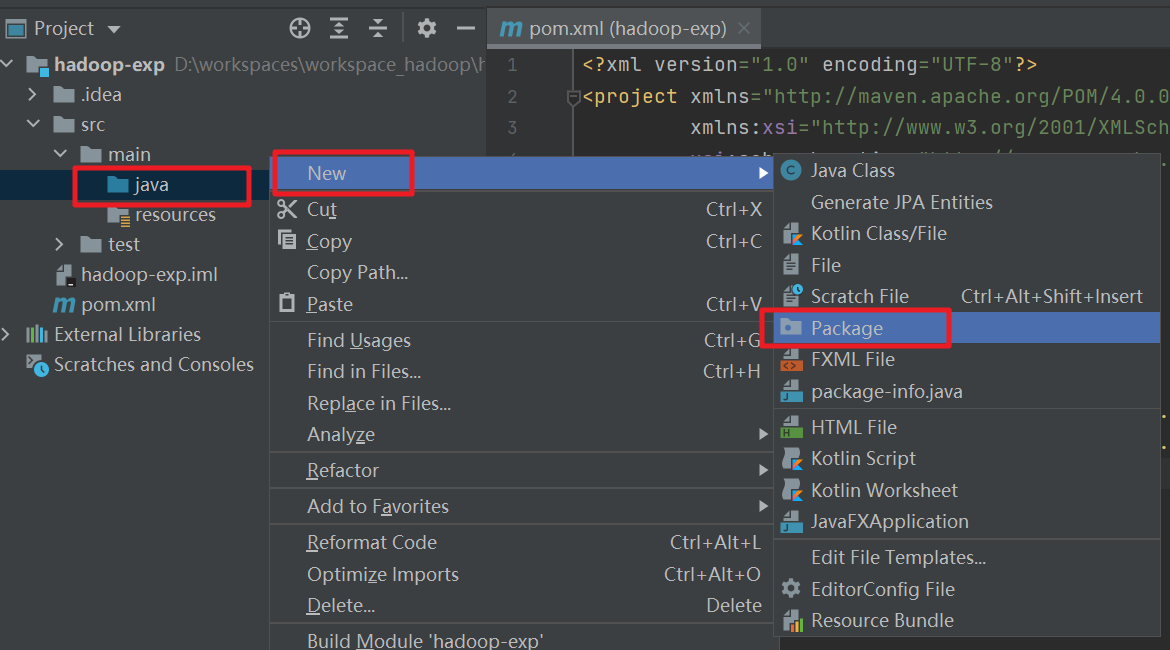 Project
hadoop-exp D:\workspaces\workspace_hadoop\h
.idea
src
main
java
resources
test
hadoop-exp.iml
pom.xml
External Libraries
Scratches and Consoles
pom.xml (hadoop-exp)
1 <?xml version="1.0" encoding="UTF-8"?>
2 <project xmlns="http://maven.apache.org/POM/4.0.0
3 xmlns:xsi="http://www.w3.org/2001/XMLSch
New
Cut Ctrl+X
Copy Ctrl+C
Copy Path...
Paste Ctrl+V
Find Usages Ctrl+G
Find in Files... Ctrl+H
Replace in Files...
Analyze
Refactor
Add to Favorites
Reformat Code Ctrl+Alt+L
Optimize Imports Ctrl+Alt+O
Delete... Delete
Build Module 'hadoop-exp'
Java Class
Generate JPA Entities
Kotlin Class/File
File
Scratch File Ctrl+Alt+Shift+Insert
Package
FXML File
package-info.java
HTML File
Kotlin Script
Kotlin Worksheet
JavaFXApplication
Edit File Templates...
EditorConfig File
Resource Bundle